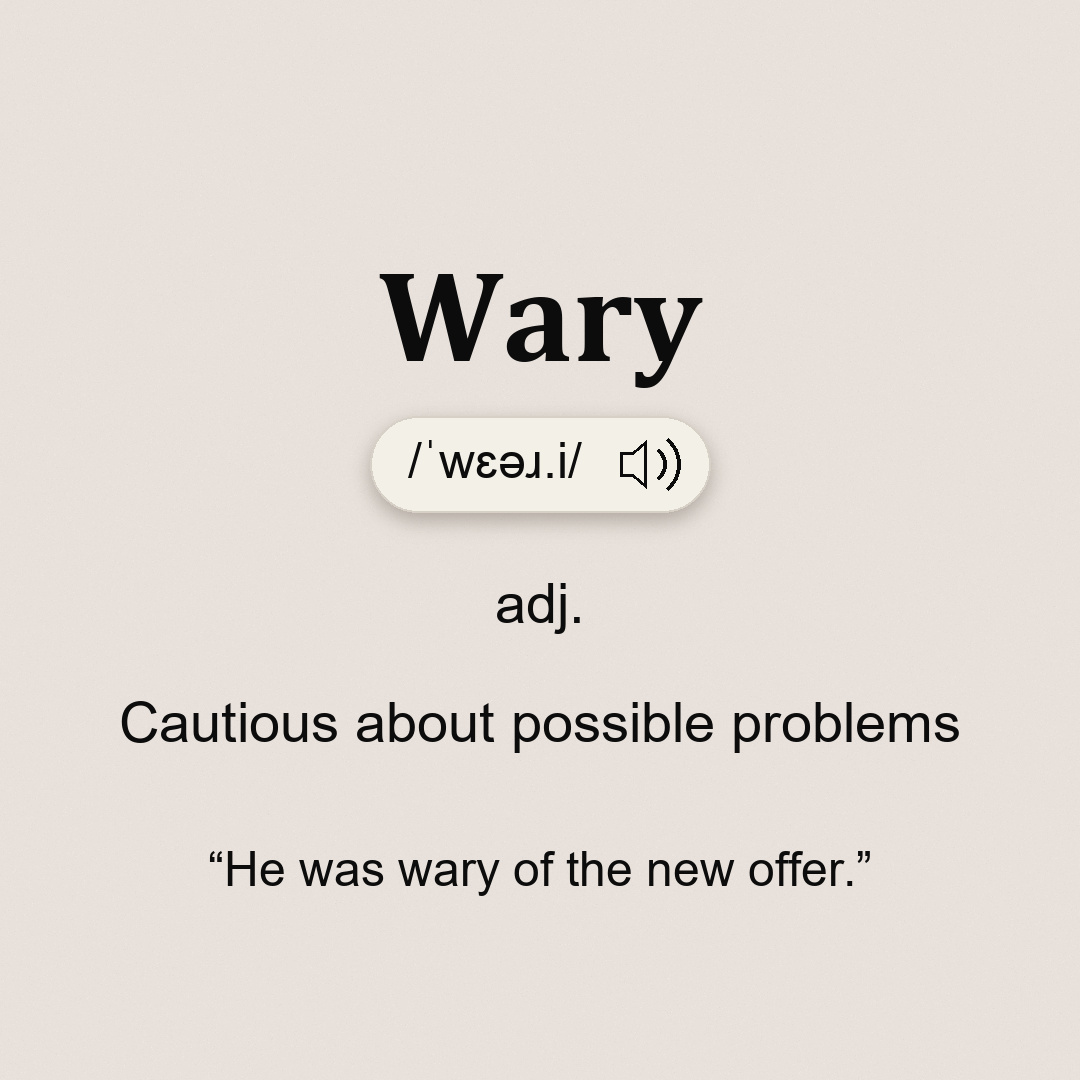 Wary
/ˈwɛəɹ.i/
adj.
Cautious about possible problems
“He was wary of the new offer.”